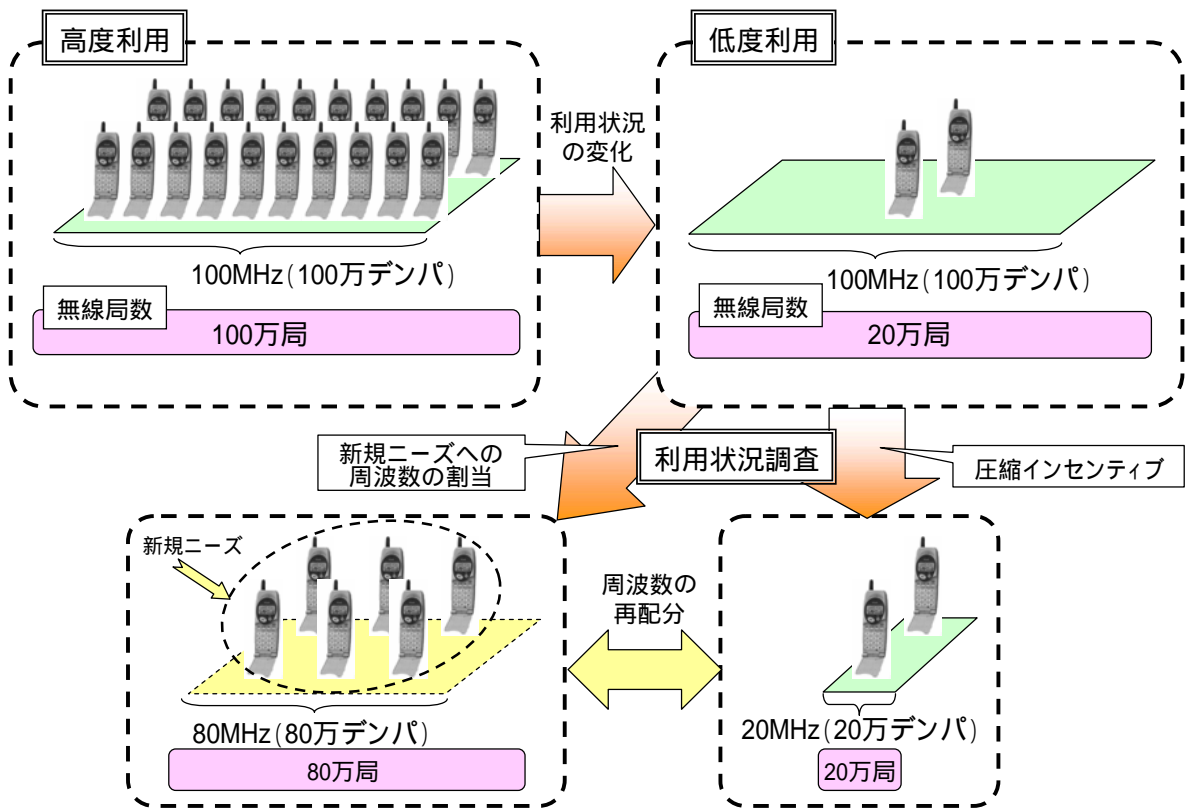 高度利用
低度利用
利用状況
の変化
100MHz(100万デンパ)
無線局数
100万局
100MHz(100万デンパ)
無線局数
20万局
新規ニーズへの
周波数の割当
利用状況調査
圧縮インセンティブ
新規ニーズ
周波数の
再配分
80MHz(80万デンパ)
80万局
20MHz(20万デンパ)
20万局